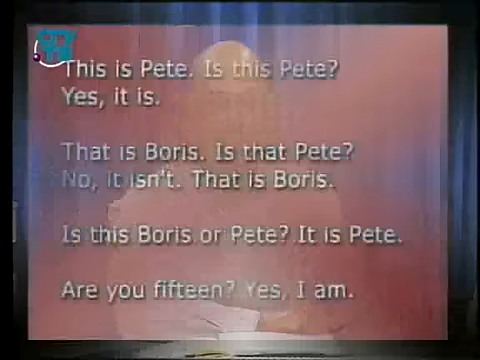 This is Pete. Is this Pete?
Yes, it is.
That is Boris. Is that Pete?
No, it isn't. That is Boris.
Is this Boris or Pete? It is Pete.
Are you fifteen? Yes, I am.